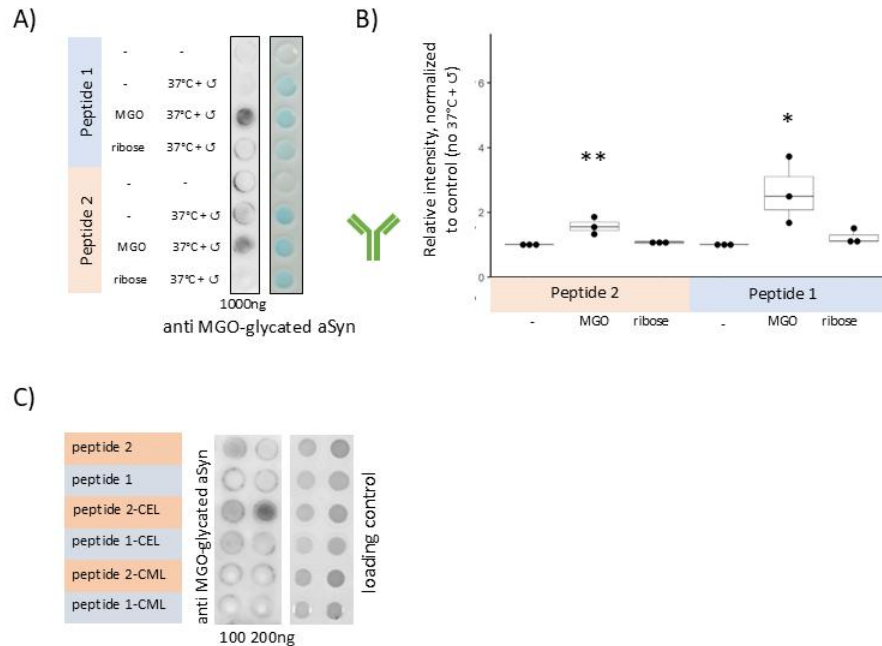 A)
Peptide 1
- -
- 37°C + ↺
MGO 37°C + ↺
ribose 37°C + ↺
Peptide 2
- -
- 37°C + ↺
MGO 37°C + ↺
ribose 37°C + ↺
1000ng
anti MGO-glycated aSyn
B)
Relative intensity, normalized
to control (no 37°C + ↺)
6
4
2
0
**
*
Peptide 2 Peptide 1
- MGO ribose - MGO ribose
C)
peptide 2
peptide 1
peptide 2-CEL
peptide 1-CEL
peptide 2-CML
peptide 1-CML
anti MGO-glycated aSyn
100 200ng
loading control